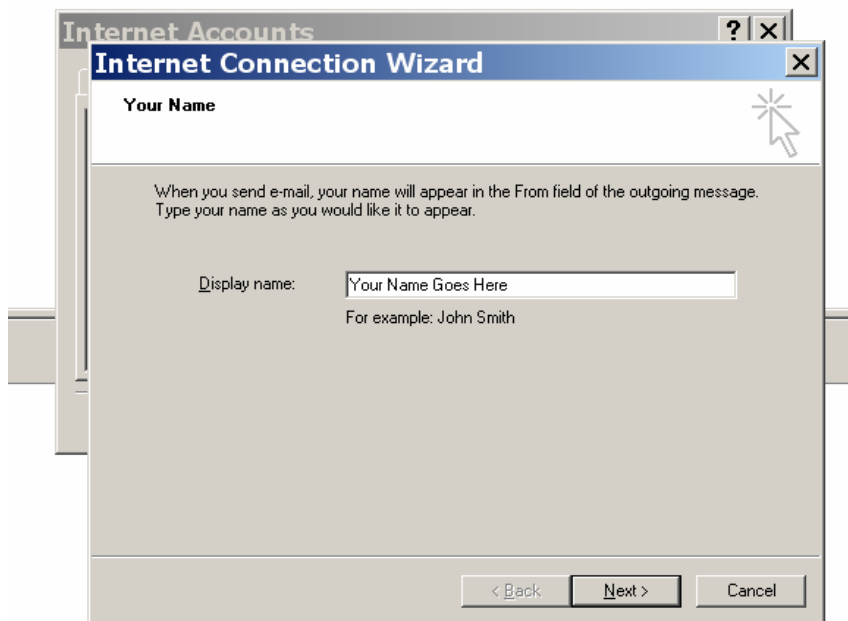 Internet Accounts
Internet Connection Wizard
Your Name
When you send e-mail, your name will appear in the From field of the outgoing message.
Type your name as you would like it to appear.
Display name: Your Name Goes Here
For example: John Smith
< Back Next > Cancel